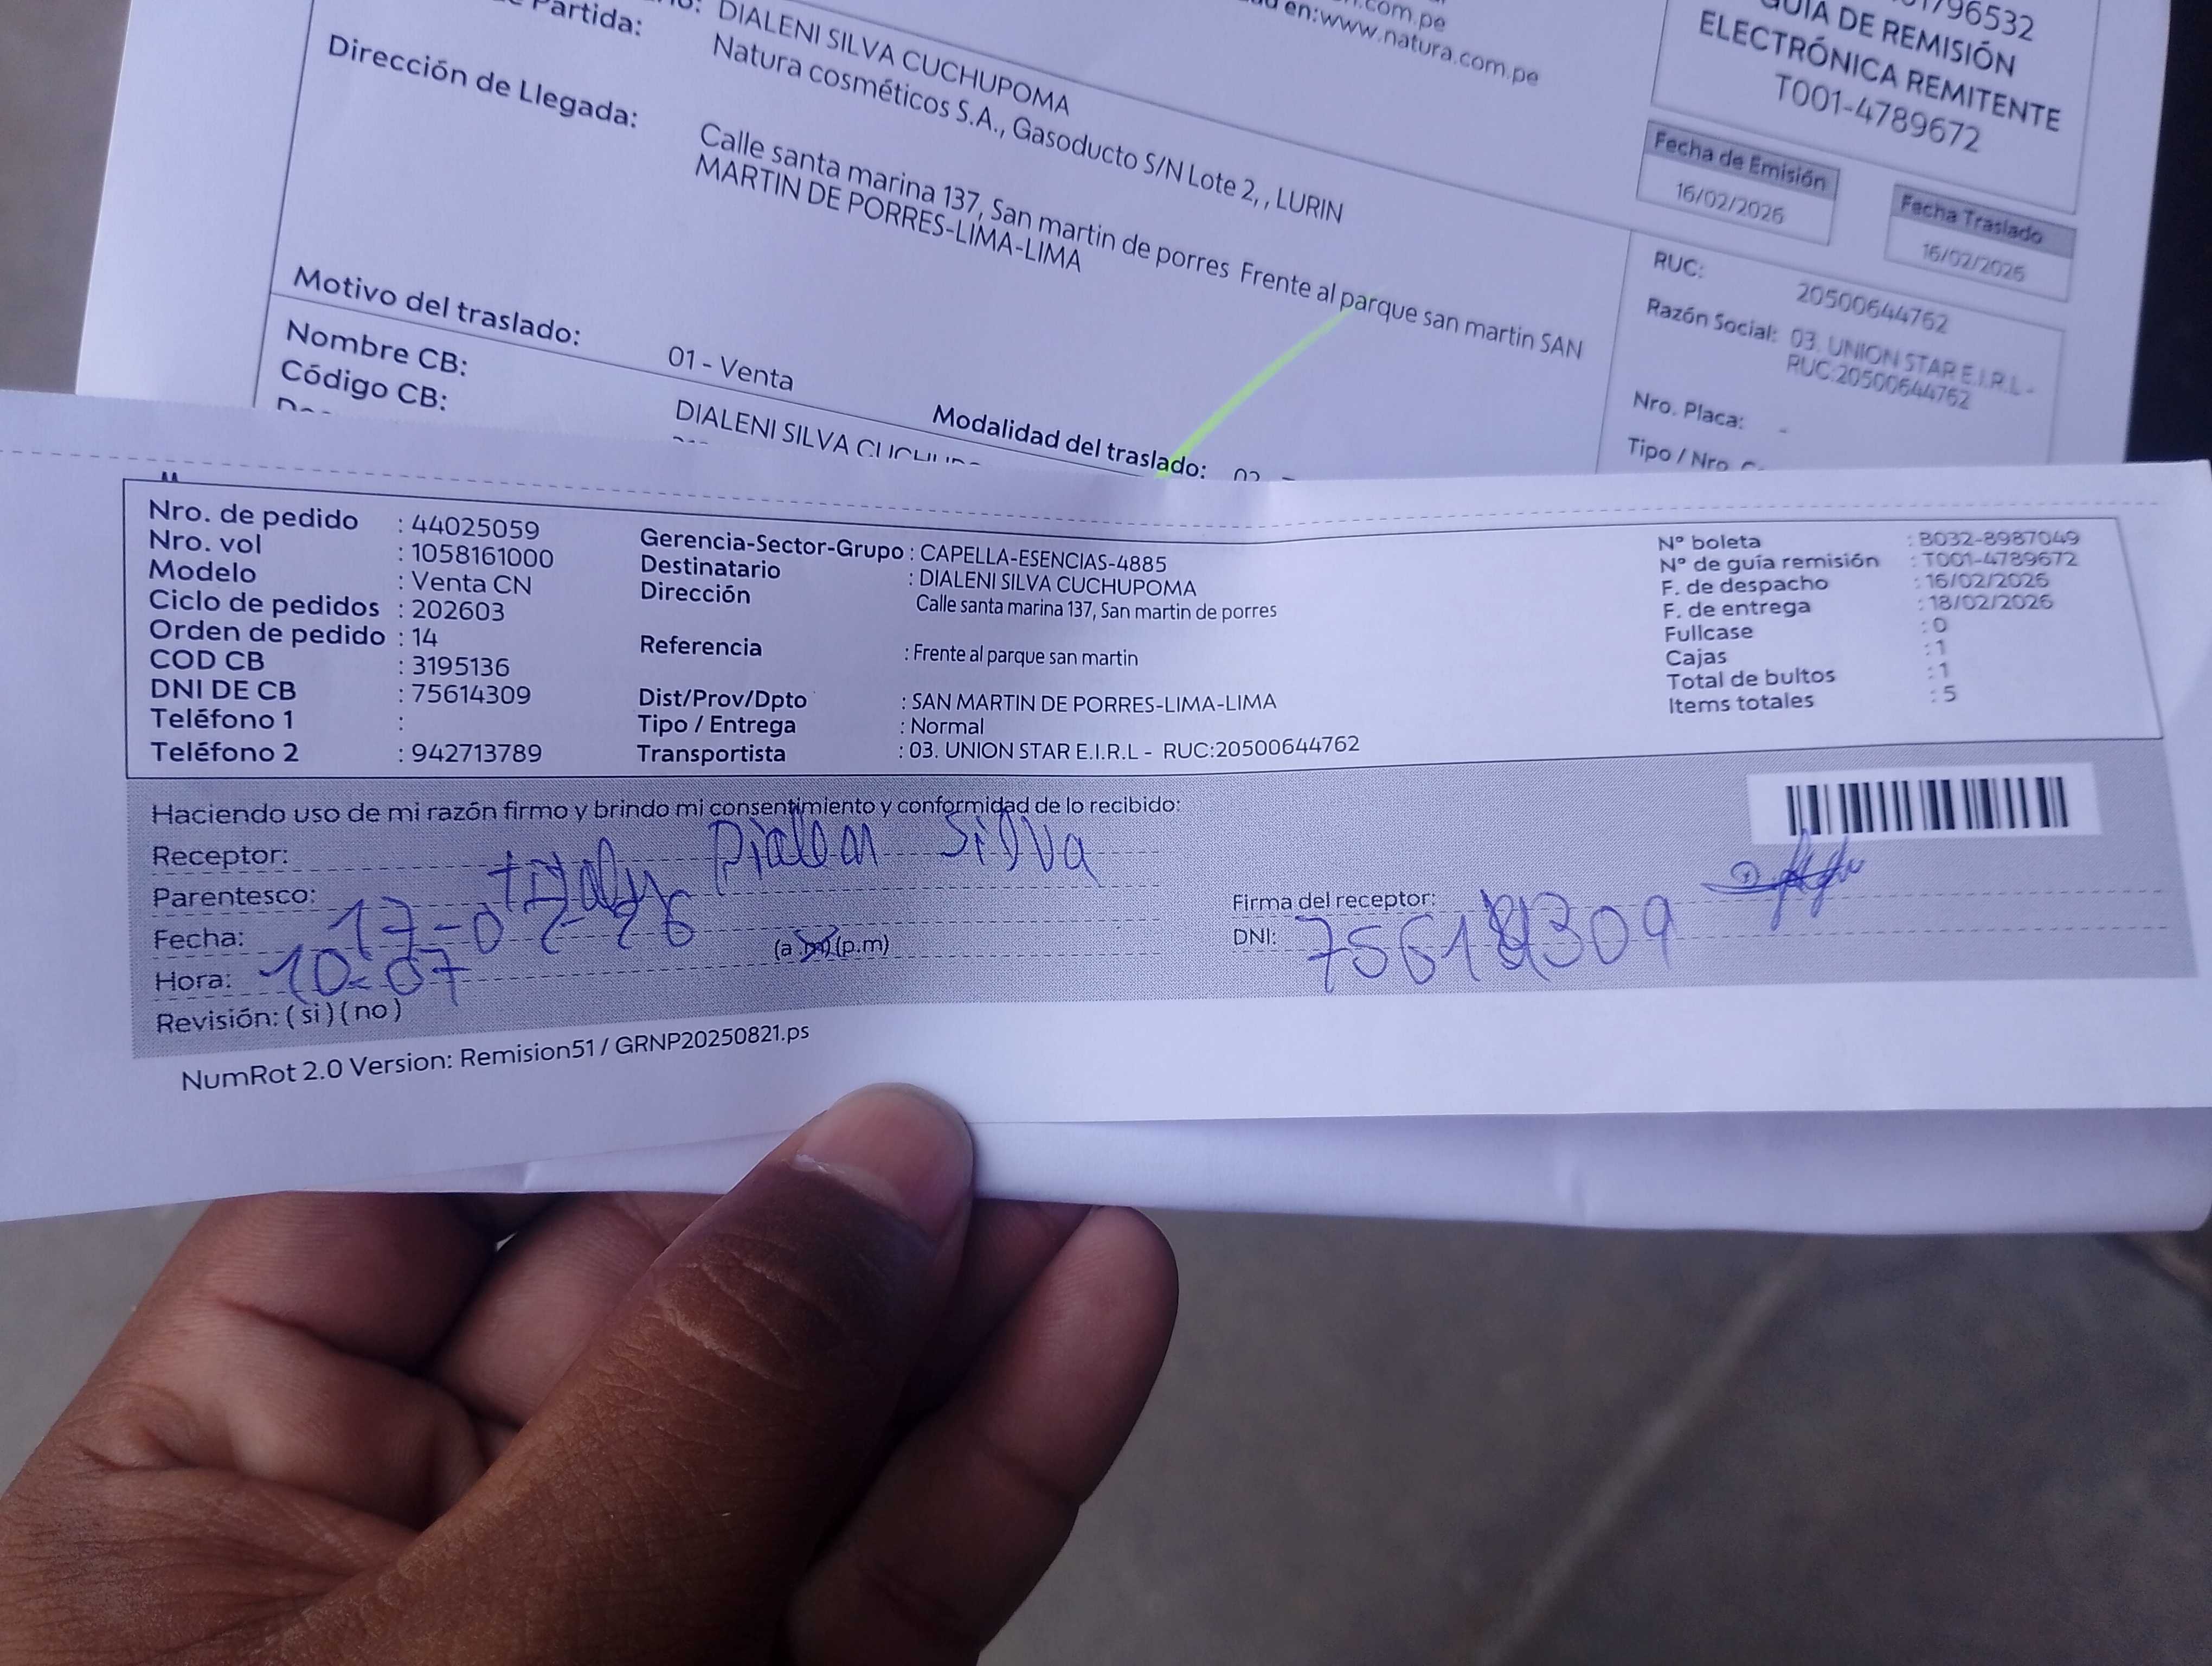 01796532
GUIA DE REMISIÓN
ELECTRÓNICA REMITENTE
T001-4789672
.com.pe
en:www.natura.com.pe
DIALENI SILVA CUCHUPOMA
Partida: Natura cosméticos S.A., Gasoducto S/N Lote 2, , LURIN
Dirección de Llegada: Calle santa marina 137, San martin de porres Frente al parque san martin SAN
MARTIN DE PORRES-LIMA-LIMA
Motivo del traslado: 01 - Venta Modalidad del traslado: 02
Nombre CB: DIALENI SILVA
Código CB:
Fecha de Emisión
16/02/2026
Fecha Traslado
16/02/2026
RUC: 20500644762
Razón Social: 03. UNION STAR E.I.R.L -
RUC:20500644762
Nro. Placa: -
Tipo / Nro.
Nro. de pedido : 44025059
Nro. vol : 1058161000
Modelo : Venta CN
Ciclo de pedidos : 202603
Orden de pedido : 14
COD CB : 3195136
DNI DE CB : 75614309
Teléfono 1 :
Teléfono 2 : 942713789
Gerencia-Sector-Grupo : CAPELLA-ESENCIAS-4885
Destinatario : DIALENI SILVA CUCHUPOMA
Dirección Calle santa marina 137, San martin de porres
Referencia : Frente al parque san martin
Dist/Prov/Dpto : SAN MARTIN DE PORRES-LIMA-LIMA
Tipo / Entrega : Normal
Transportista : 03. UNION STAR E.I.R.L - RUC:20500644762
N° boleta : B032-8987049
N° de guía remisión : T001-4789672
F. de despacho : 16/02/2026
F. de entrega : 18/02/2026
Fullcase : 0
Cajas : 1
Total de bultos : 1
Items totales : 5
Haciendo uso de mi razón firmo y brindo mi consentimiento y conformidad de lo recibido:
Receptor: Silva
Parentesco:
Fecha: 17-02-26
Hora: 10:07 (p.m)
Revisión: ( si ) ( no )
Firma del receptor:
DNI:
NumRot 2.0 Version: Remision51 / GRNP20250821.ps